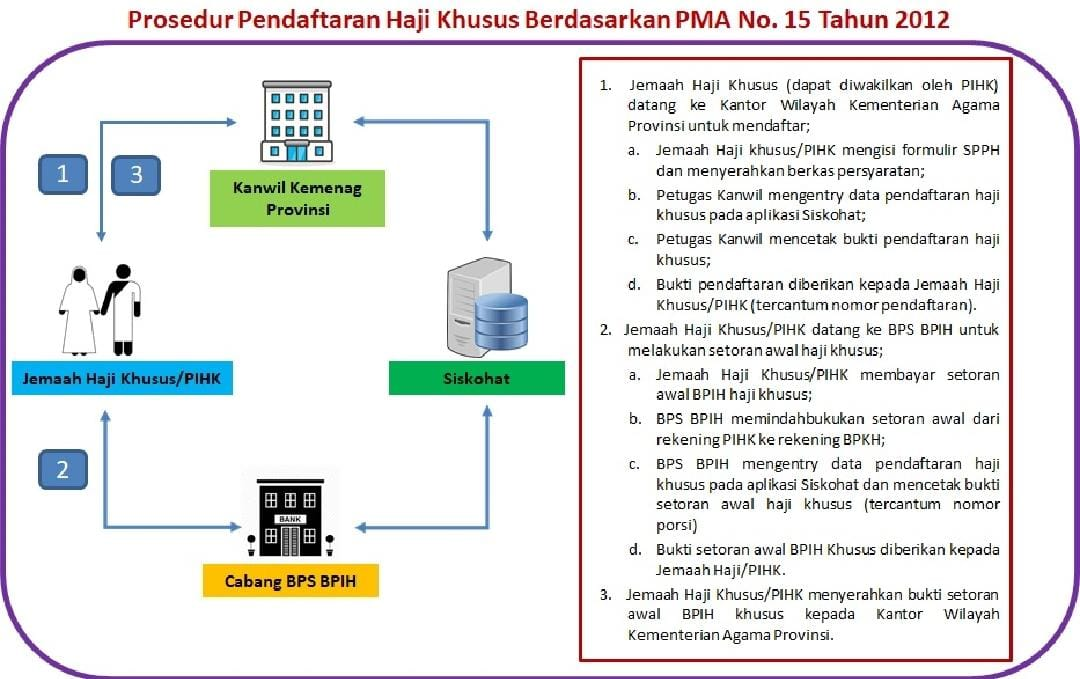 Prosedur Pendaftaran Haji Khusus Berdasarkan PMA No. 15 Tahun 2012
1
3
Kanwil Kemenag
Provinsi
Jemaah Haji Khusus/PIHK
Siskohat
2
BANK
Cabang BPS BPIH
1. Jemaah Haji Khusus (dapat diwakilkan oleh PIHK)
datang ke Kantor Wilayah Kementerian Agama
Provinsi untuk mendaftar;
a. Jemaah Haji khusus/PIHK mengisi formulir SPPH
dan menyerahkan berkas persyaratan;
b. Petugas Kanwil mengentry data pendaftaran haji
khusus pada aplikasi Siskohat;
c. Petugas Kanwil mencetak bukti pendaftaran haji
khusus;
d. Bukti pendaftaran diberikan kepada Jemaah Haji
Khusus/PIHK (tercantum nomor pendaftaran).
2. Jemaah Haji Khusus/PIHK datang ke BPS BPIH untuk
melakukan setoran awal haji khusus;
a. Jemaah Haji Khusus/PIHK membayar setoran
awal BPIH haji khusus;
b. BPS BPIH memindahbukukan setoran awal dari
rekening PIHK ke rekening BPKH;
c. BPS BPIH mengentry data pendaftaran haji
khusus pada aplikasi Siskohat dan mencetak bukti
setoran awal haji khusus (tercantum nomor
porsi)
d. Bukti setoran awal BPIH Khusus diberikan kepada
Jemaah Haji/PIHK.
3. Jemaah Haji Khusus/PIHK menyerahkan bukti setoran
awal BPIH khusus kepada Kantor Wilayah
Kementerian Agama Provinsi.